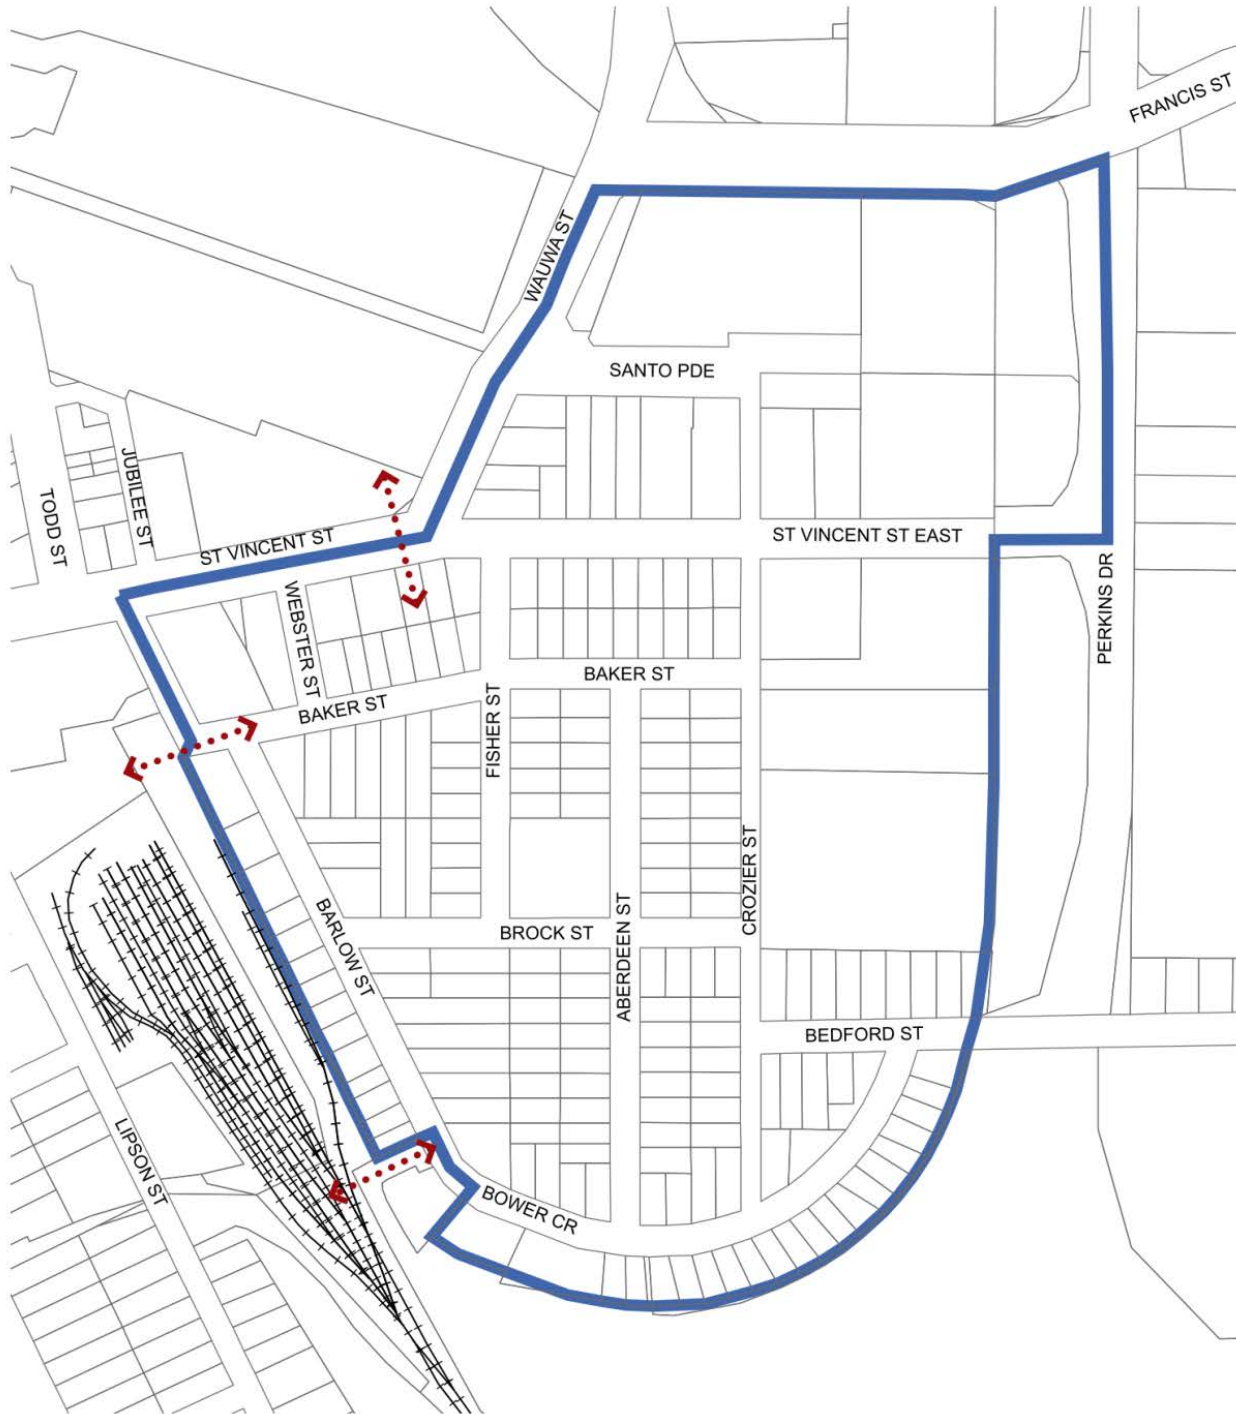 FRANCIS ST
WAUWA ST
SANTO PDE
JUBILEE ST
TODD ST
ST VINCENT ST
ST VINCENT ST EAST
WEBSTER ST
PERKINS DR
BAKER ST
BAKER ST
FISHER ST
CROZIER ST
BARLOW ST
BROCK ST
ABERDEEN ST
BEDFORD ST
LIPSON ST
BOWER CR